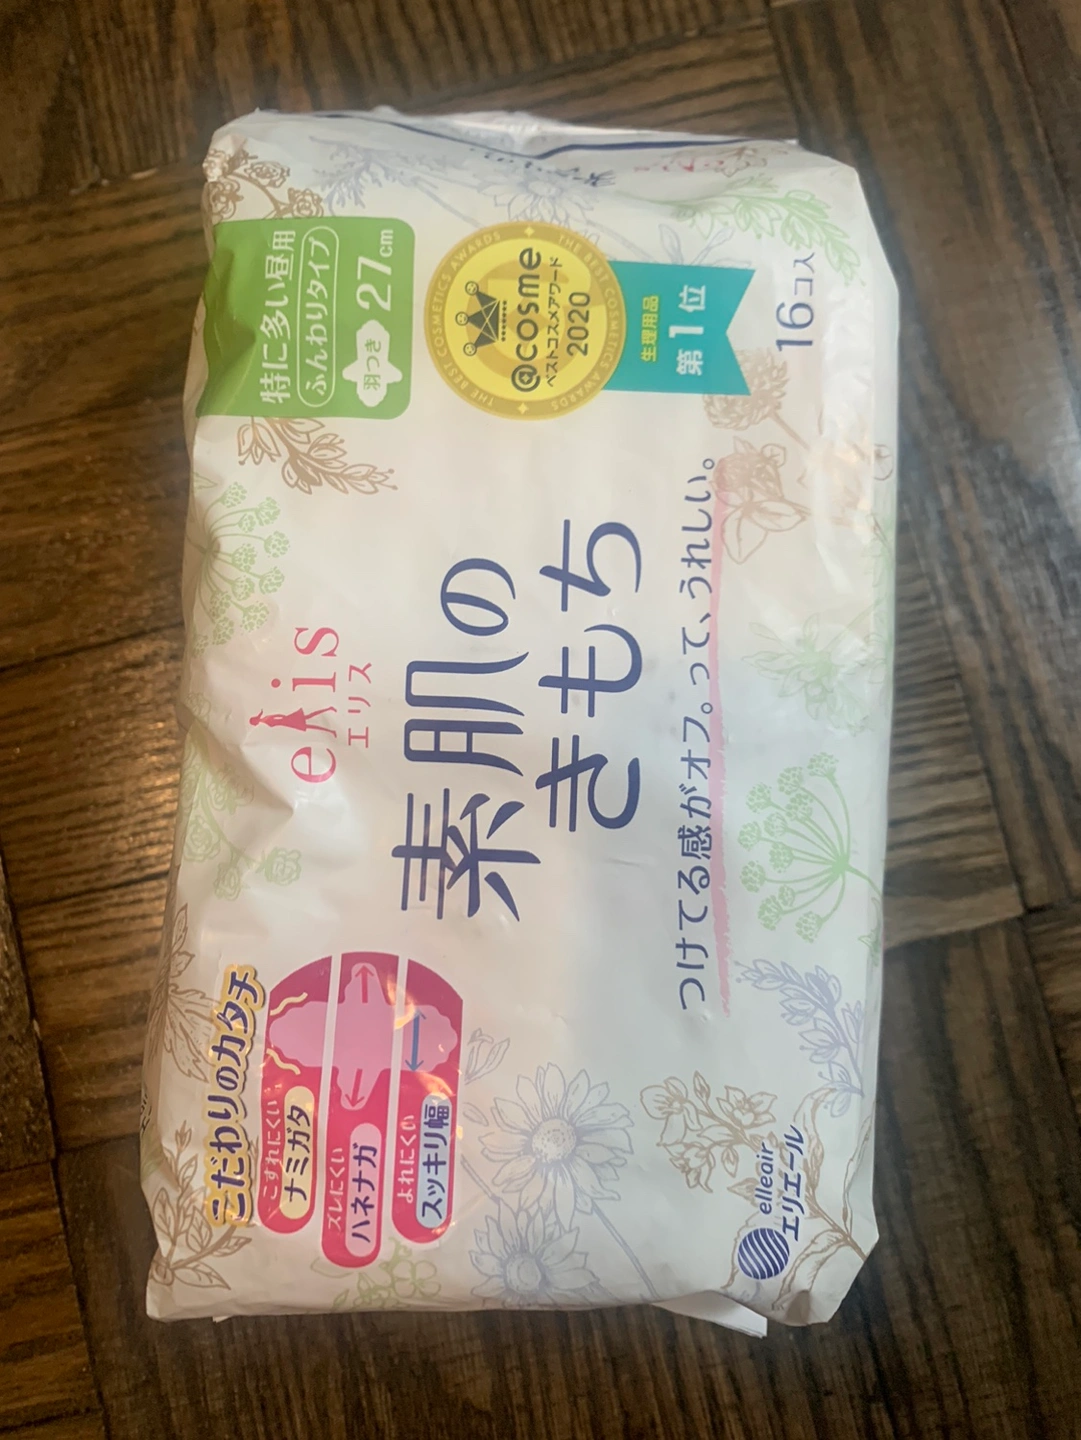 特に多い昼用
ふんわりタイプ
羽つき 27cm
THE BEST COSMETICS AWARDS
@cosme
ベストコスメアワード
2020
THE BEST COSMETICS AWARDS
生理用品
第1位
16コ入
elis
エリス
素肌の
きもち
つけてる感がオフ。って、うれしい。
こだわりのカタチ
こすれにくい
ナミガタ
ズレにくい
ハネナガ
よれにくい
スッキリ幅
elleair
エリエール